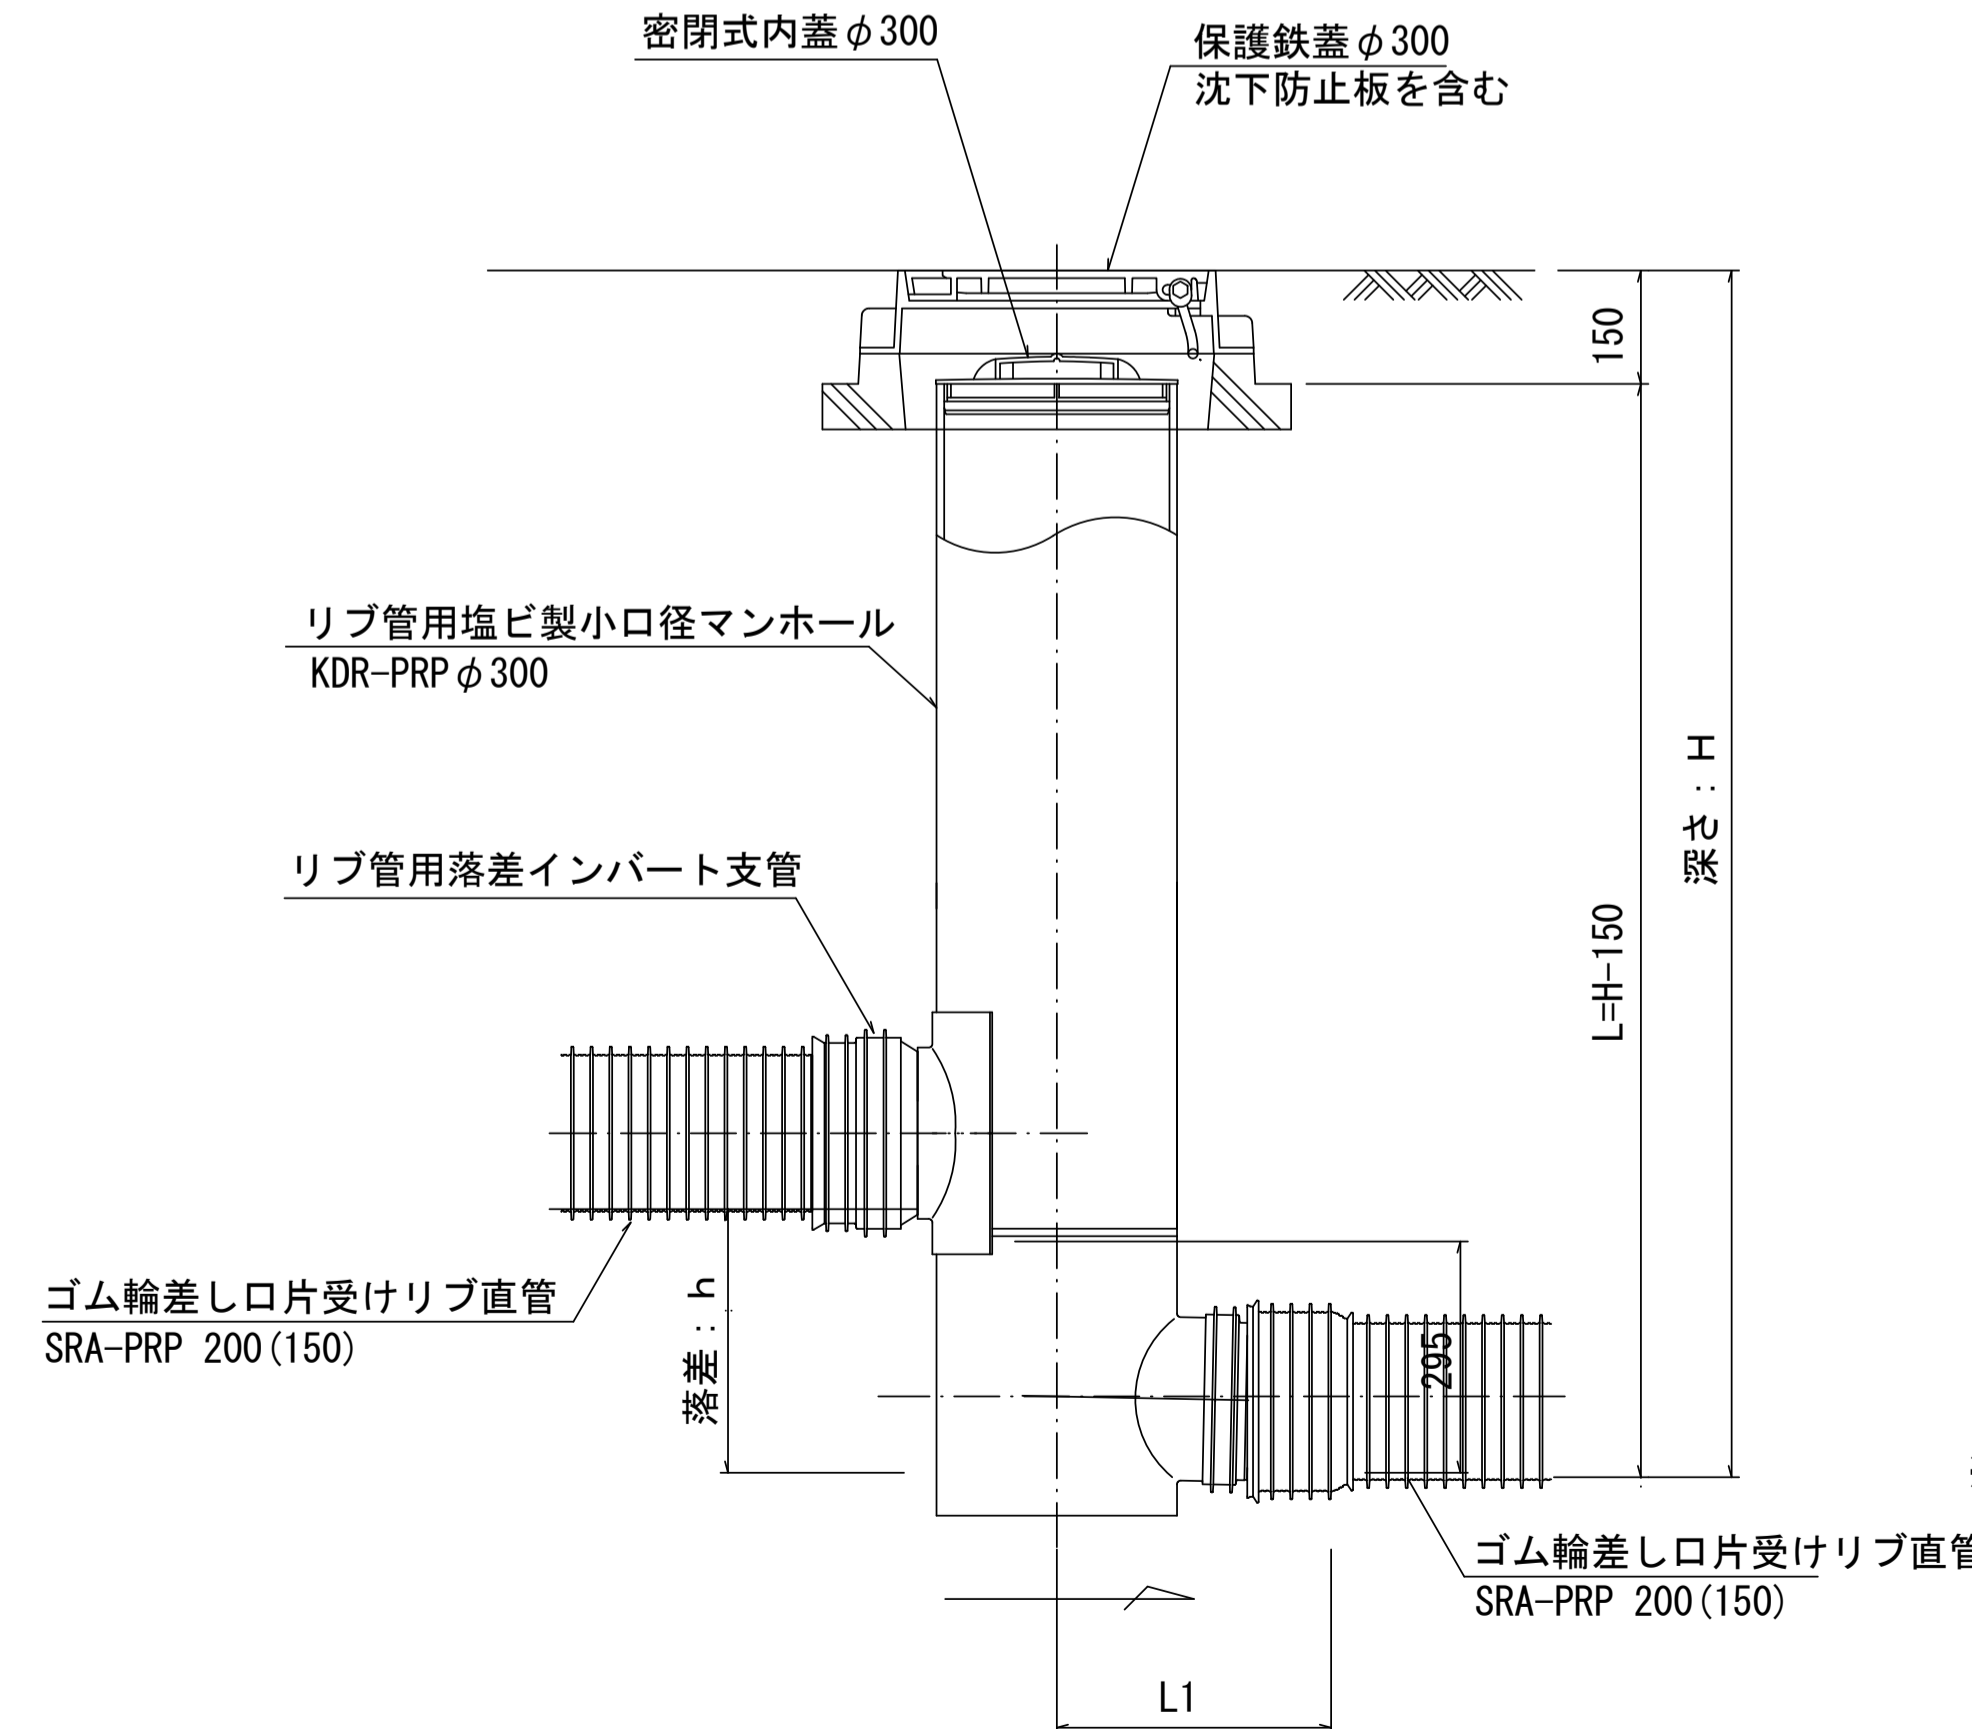 密閉式内蓋φ300
保護鉄蓋φ300
沈下防止板を含む
150
リブ管用塩ビ製小口径マンホール
KDR-PRPφ300
深さ：H
リブ管用落差インバート支管
L=H-150
ゴム輪差し口片受けリブ直管
SRA-PRP 200(150)
落差：h
295
ゴム輪差し口片受けリブ直管
SRA-PRP 200(150)
L1